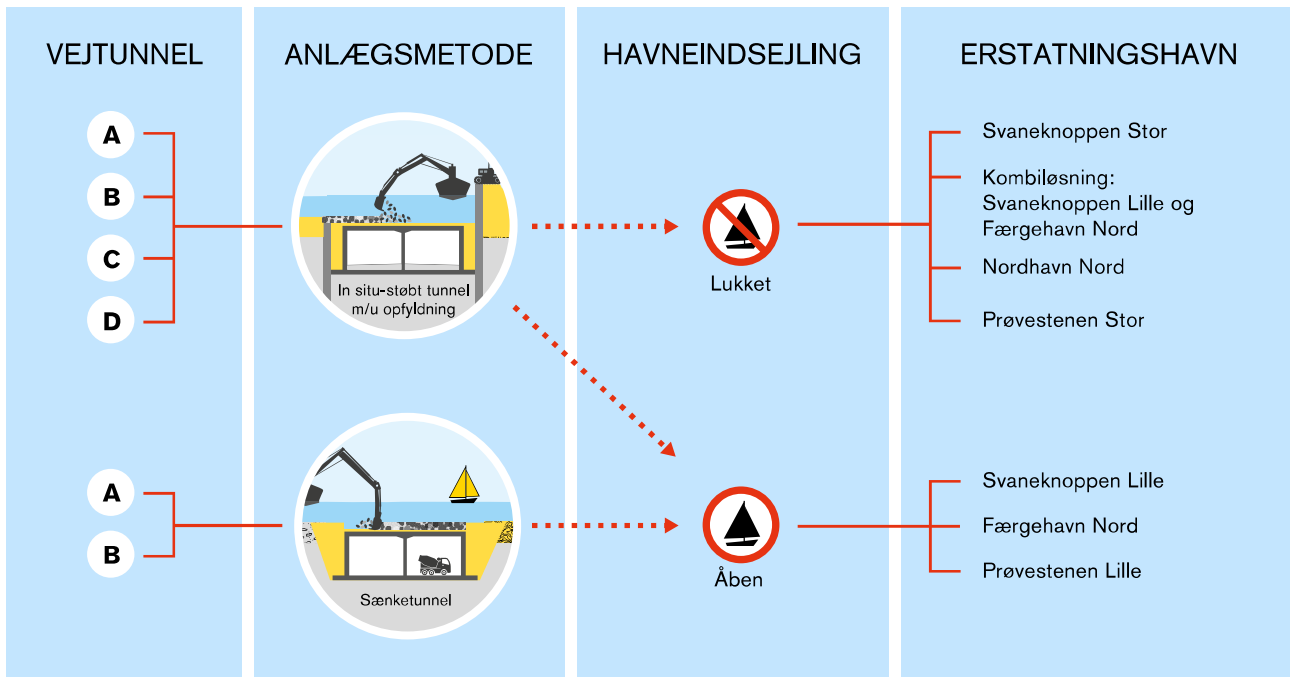 VEJTUNNEL
A
B
C
D
A
B
ANLÆGSMETODE
In situ-støbt tunnel
m/u opfyldning
Sænketunnel
HAVNEINDSEJLING
Lukket
Åben
ERSTATNINGSHAVN
Svaneknoppen Stor
Kombiløsning:
Svaneknoppen Lille og
Færgehavn Nord
Nordhavn Nord
Prøvestenen Stor
Svaneknoppen Lille
Færgehavn Nord
Prøvestenen Lille